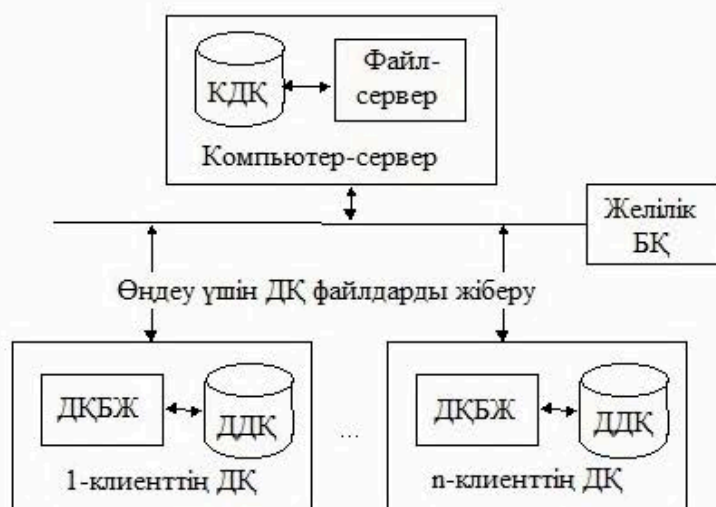 КДҚ
Файл-
сервер
Компьютер-сервер
Желілік
БҚ
Өңдеу үшін ДҚ файлдарды жіберу
ДҚБЖ
ДДҚ
1-клиенттің ДҚ
...
ДҚБЖ
ДДҚ
n-клиенттің ДҚ